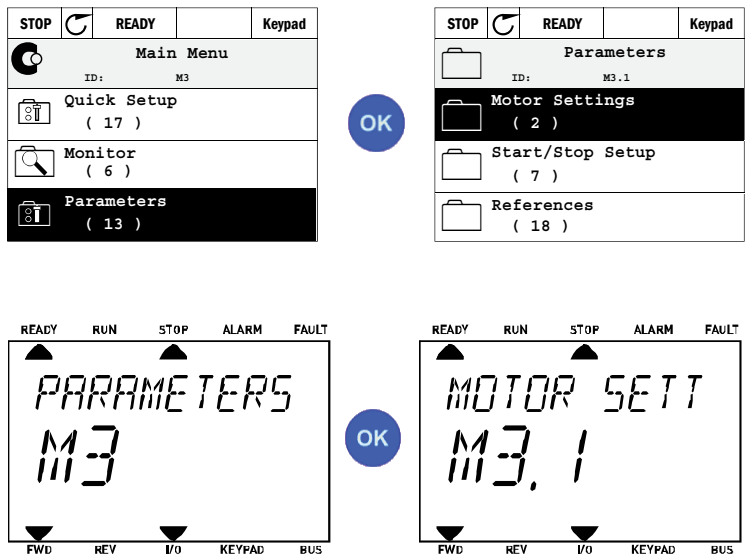 STOP READY Keypad
Main Menu
ID: M3
Quick Setup
( 17 )
Monitor
( 6 )
Parameters
( 13 )
OK
STOP READY Keypad
Parameters
ID: M3.1
Motor Settings
( 2 )
Start/Stop Setup
( 7 )
References
( 18 )
READY RUN STOP ALARM FAULT
PARAMETERS
M3
FWD REV I/O KEYPAD BUS
OK
READY RUN STOP ALARM FAULT
MOTOR SETT
M3.1
FWD REV I/O KEYPAD BUS